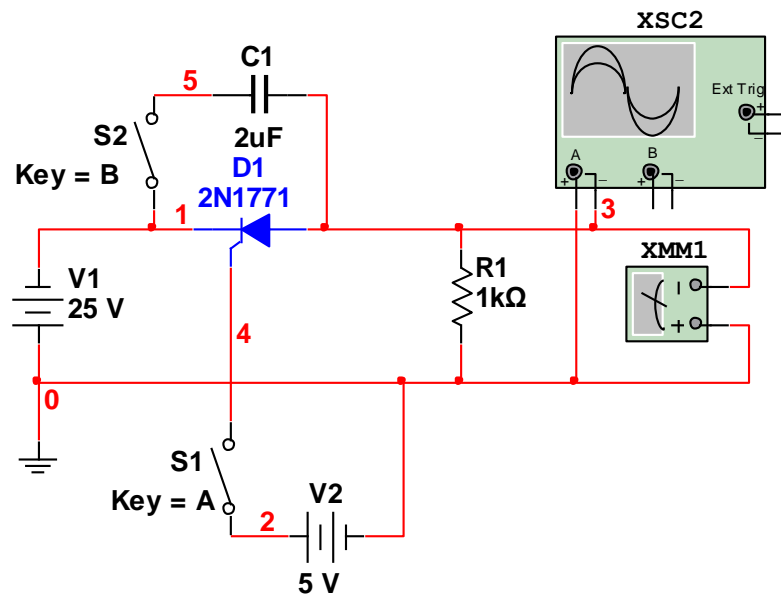 XSC2
Ext Trig
+
−
A
B
+ −
+ −
5
C1
2uF
S2
Key = B
D1
2N1771
1
3
XMM1
− +
V1
25 V
R1
1kΩ
4
0
S1
Key = A
V2
2
5 V